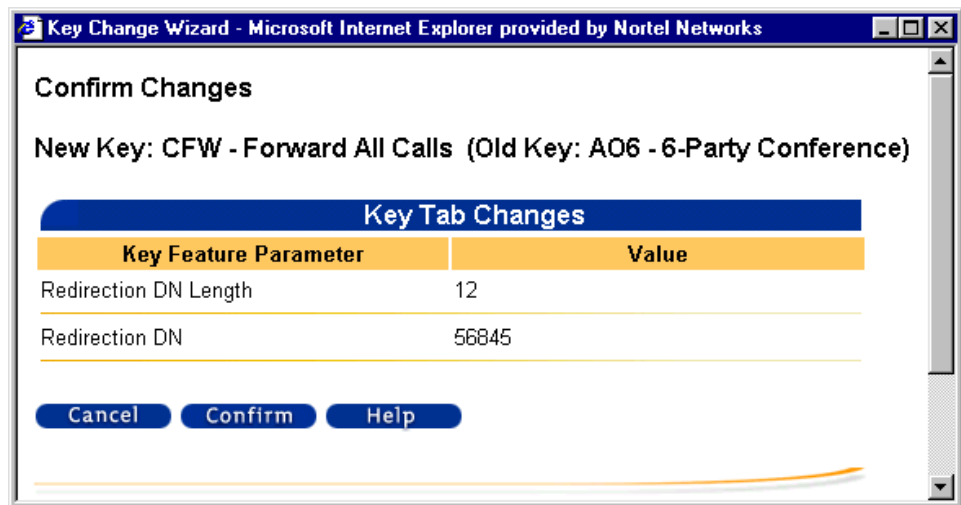 Key Change Wizard - Microsoft Internet Explorer provided by Nortel Networks
Confirm Changes
New Key: CFW - Forward All Calls (Old Key: AO6 - 6-Party Conference)
Key Tab Changes
Key Feature Parameter Value
Redirection DN Length 12
Redirection DN 56845
Cancel Confirm Help